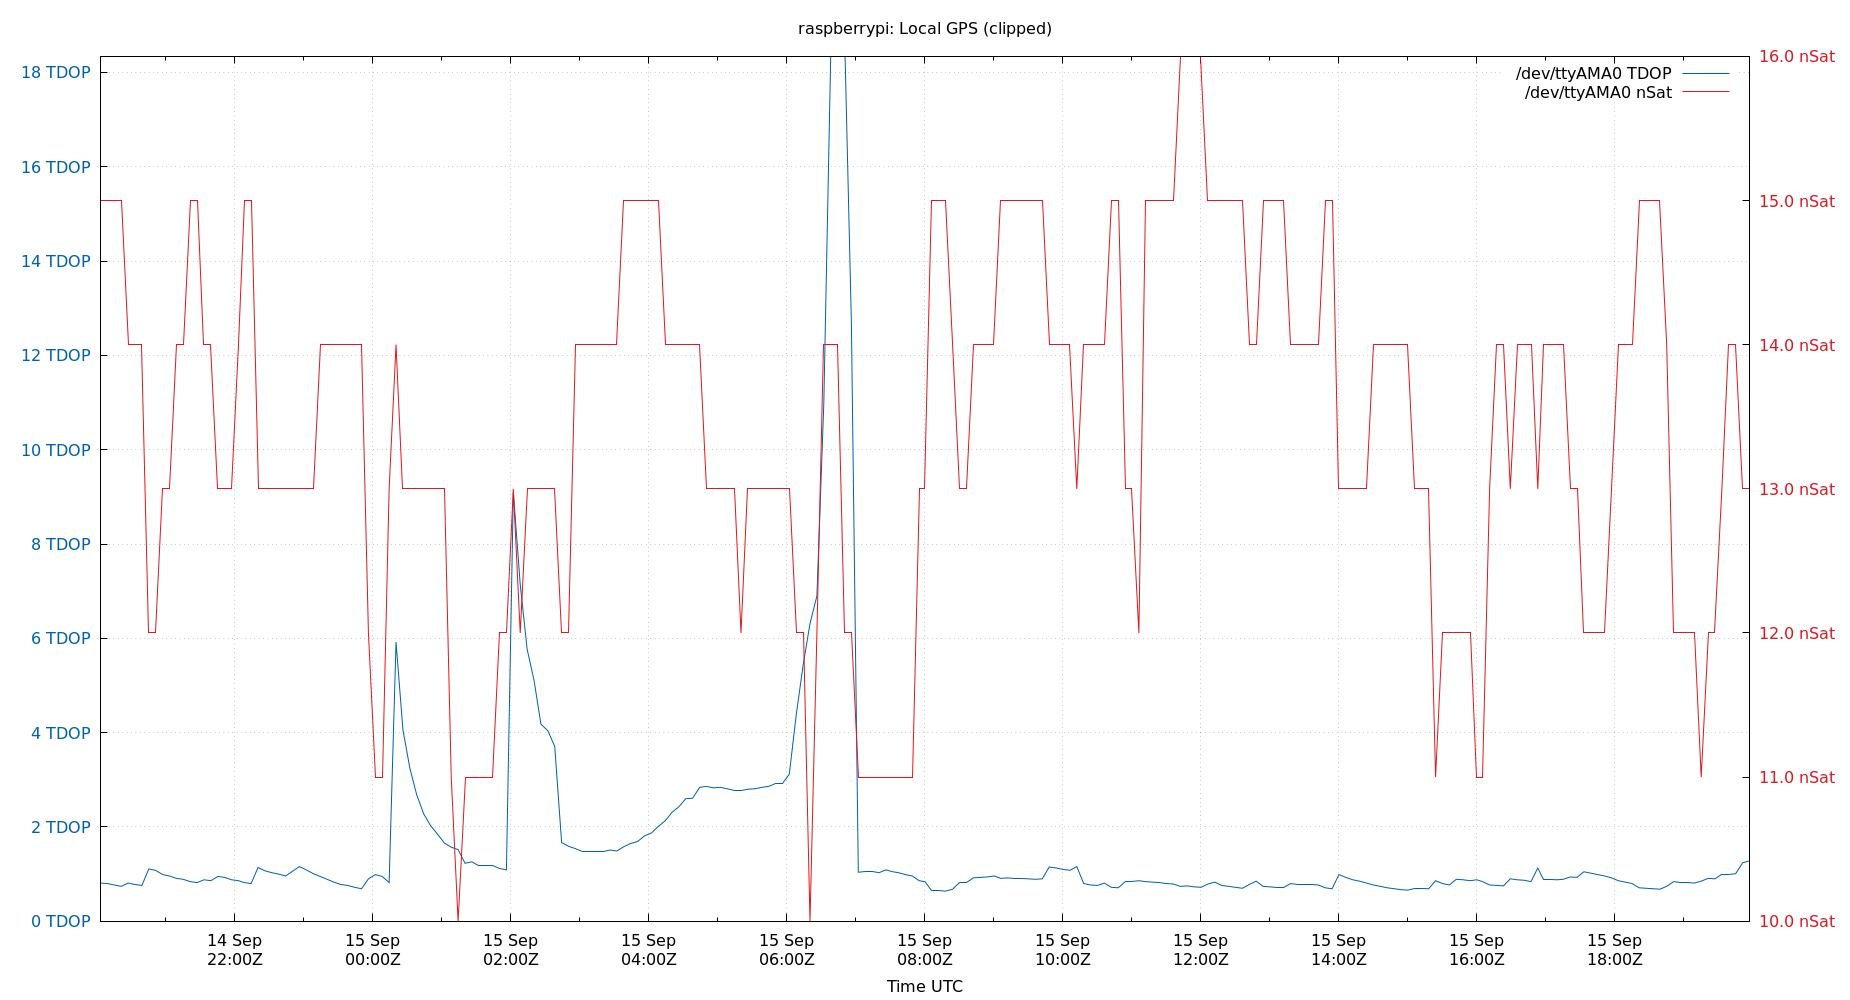 raspberrypi: Local GPS (clipped)
18 TDOP
16 TDOP
14 TDOP
12 TDOP
10 TDOP
8 TDOP
6 TDOP
4 TDOP
2 TDOP
0 TDOP
16.0 nSat
15.0 nSat
14.0 nSat
13.0 nSat
12.0 nSat
11.0 nSat
10.0 nSat
/dev/ttyAMA0 TDOP
/dev/ttyAMA0 nSat
14 Sep
22:00Z
15 Sep
00:00Z
15 Sep
02:00Z
15 Sep
04:00Z
15 Sep
06:00Z
15 Sep
08:00Z
15 Sep
10:00Z
15 Sep
12:00Z
15 Sep
14:00Z
15 Sep
16:00Z
15 Sep
18:00Z
Time UTC